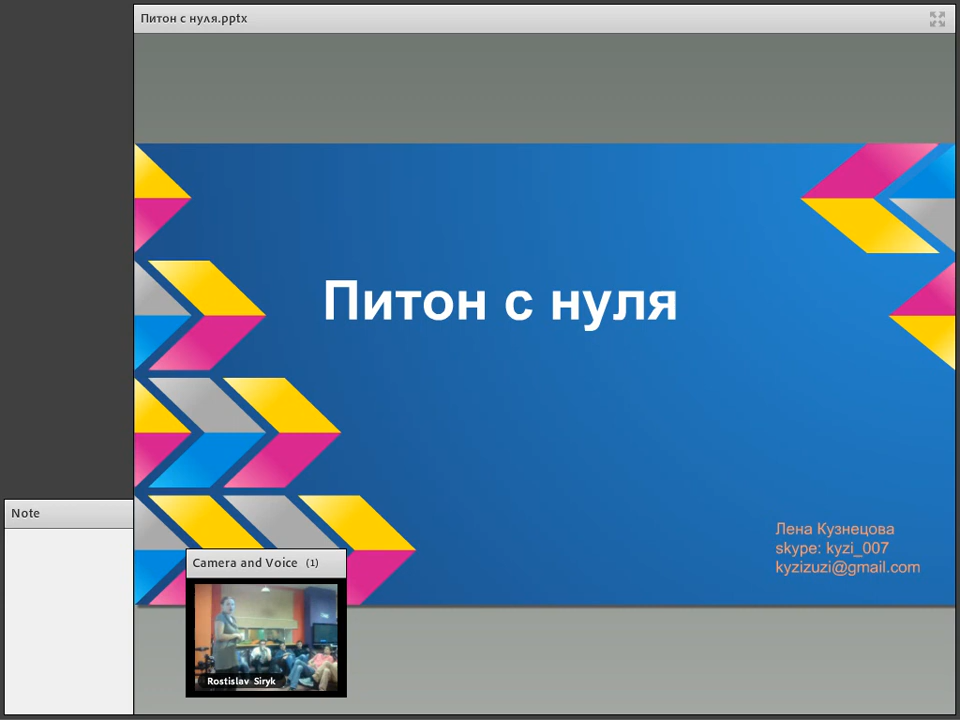 Питон с нуля.pptx
Питон с нуля
Лена Кузнецова
skype: kyzi_007
kyzizuzi@gmail.com
Note
Camera and Voice (1)
Rostislav Siryk